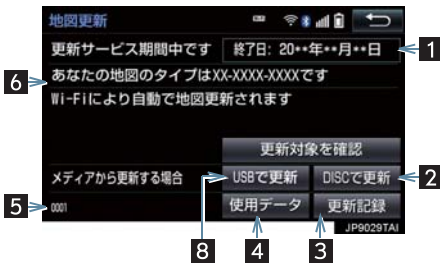 地図更新
更新サービス期間中です 終了日: 20**年**月**日 1
6 あなたの地図のタイプはXX-XXXX-XXXXです
Wi-Fiにより自動で地図更新されます
更新対象を確認
メディアから更新する場合 USBで更新 DISCで更新 2
5 0001 使用データ 更新記録
8 4 3 JP9029TAI